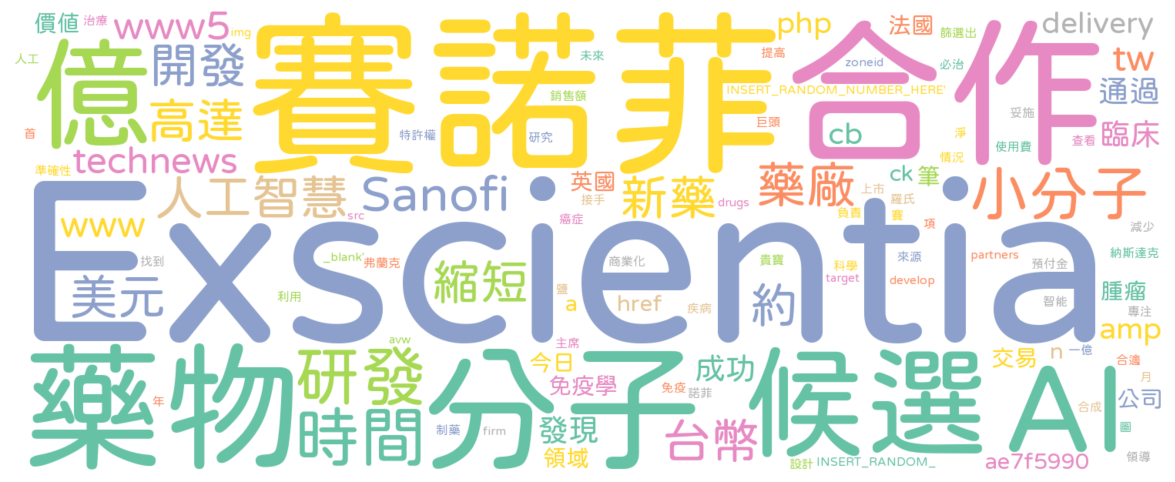 價値 治療 www5 img 賽諾菲 合作 php 法國 篩選出 delivery
人工 億 開發 未來 提高 zoneid 必治 tw
高達 銷售額 'INSERT_RANDOM_NUMBER_HERE' 通過
首 特許權 研究 巨頭 cb 淨 妥施 使用費 查看 臨床
technews 準確性 情況
人工智慧 Sanofi 英國 接手 新藥 drugs 藥廠 上市 羅氏 ck 筆 小分子
www src 癌症 負責 賽 項 減少
Exscientia
找到 _blank' 弗蘭克 縮短 商業化 貴寶 科學 來源 partners 預付金 納斯達克
美元 利用 鹽 a href 疾病 約 target develop 智能 腫瘤 專注
avw 主席 amp
藥物 研發 分子 今日 免疫學 免疫 諾菲 成功 候選 AI 交易 n 一億 合適 月
年 時間 制藥 firm 發現 台幣 合成 公司 圖
領域 設計 INSERT_RANDOM_ ae7f5990 領導